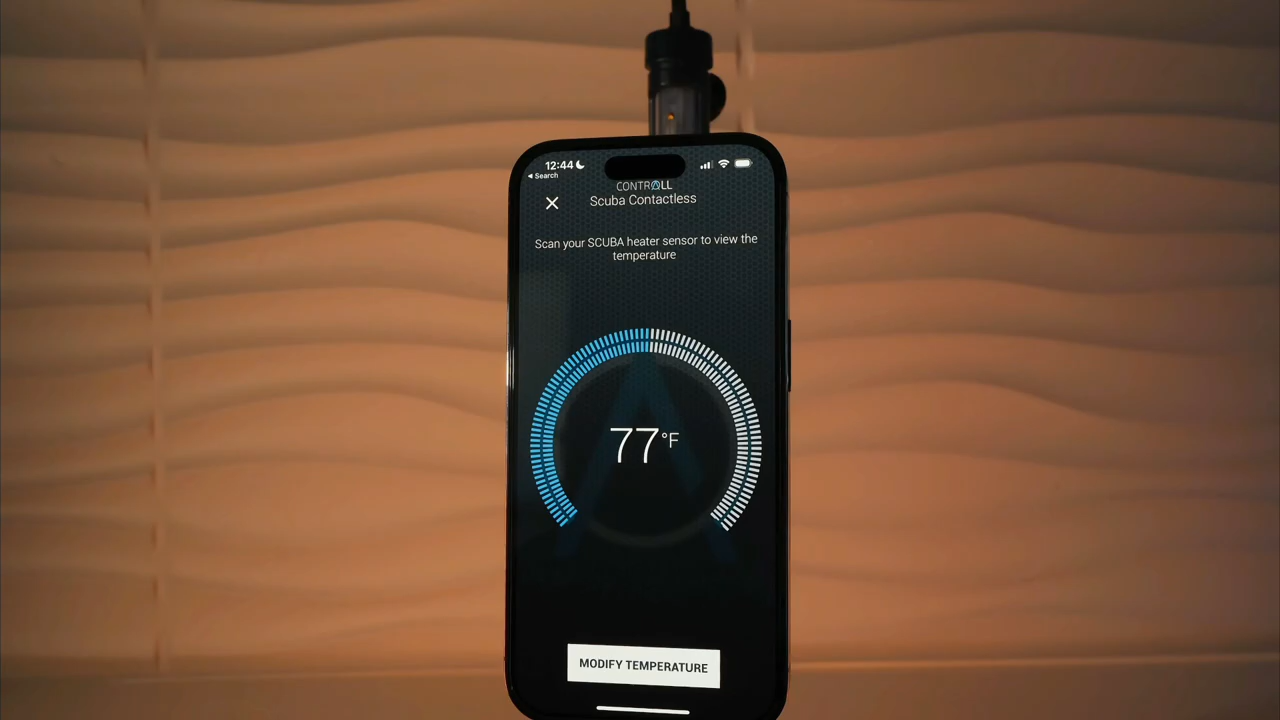 12:44
◀ Search
CONTROLL
Scuba Contactless
Scan your SCUBA heater sensor to view the
temperature
77°F
MODIFY TEMPERATURE